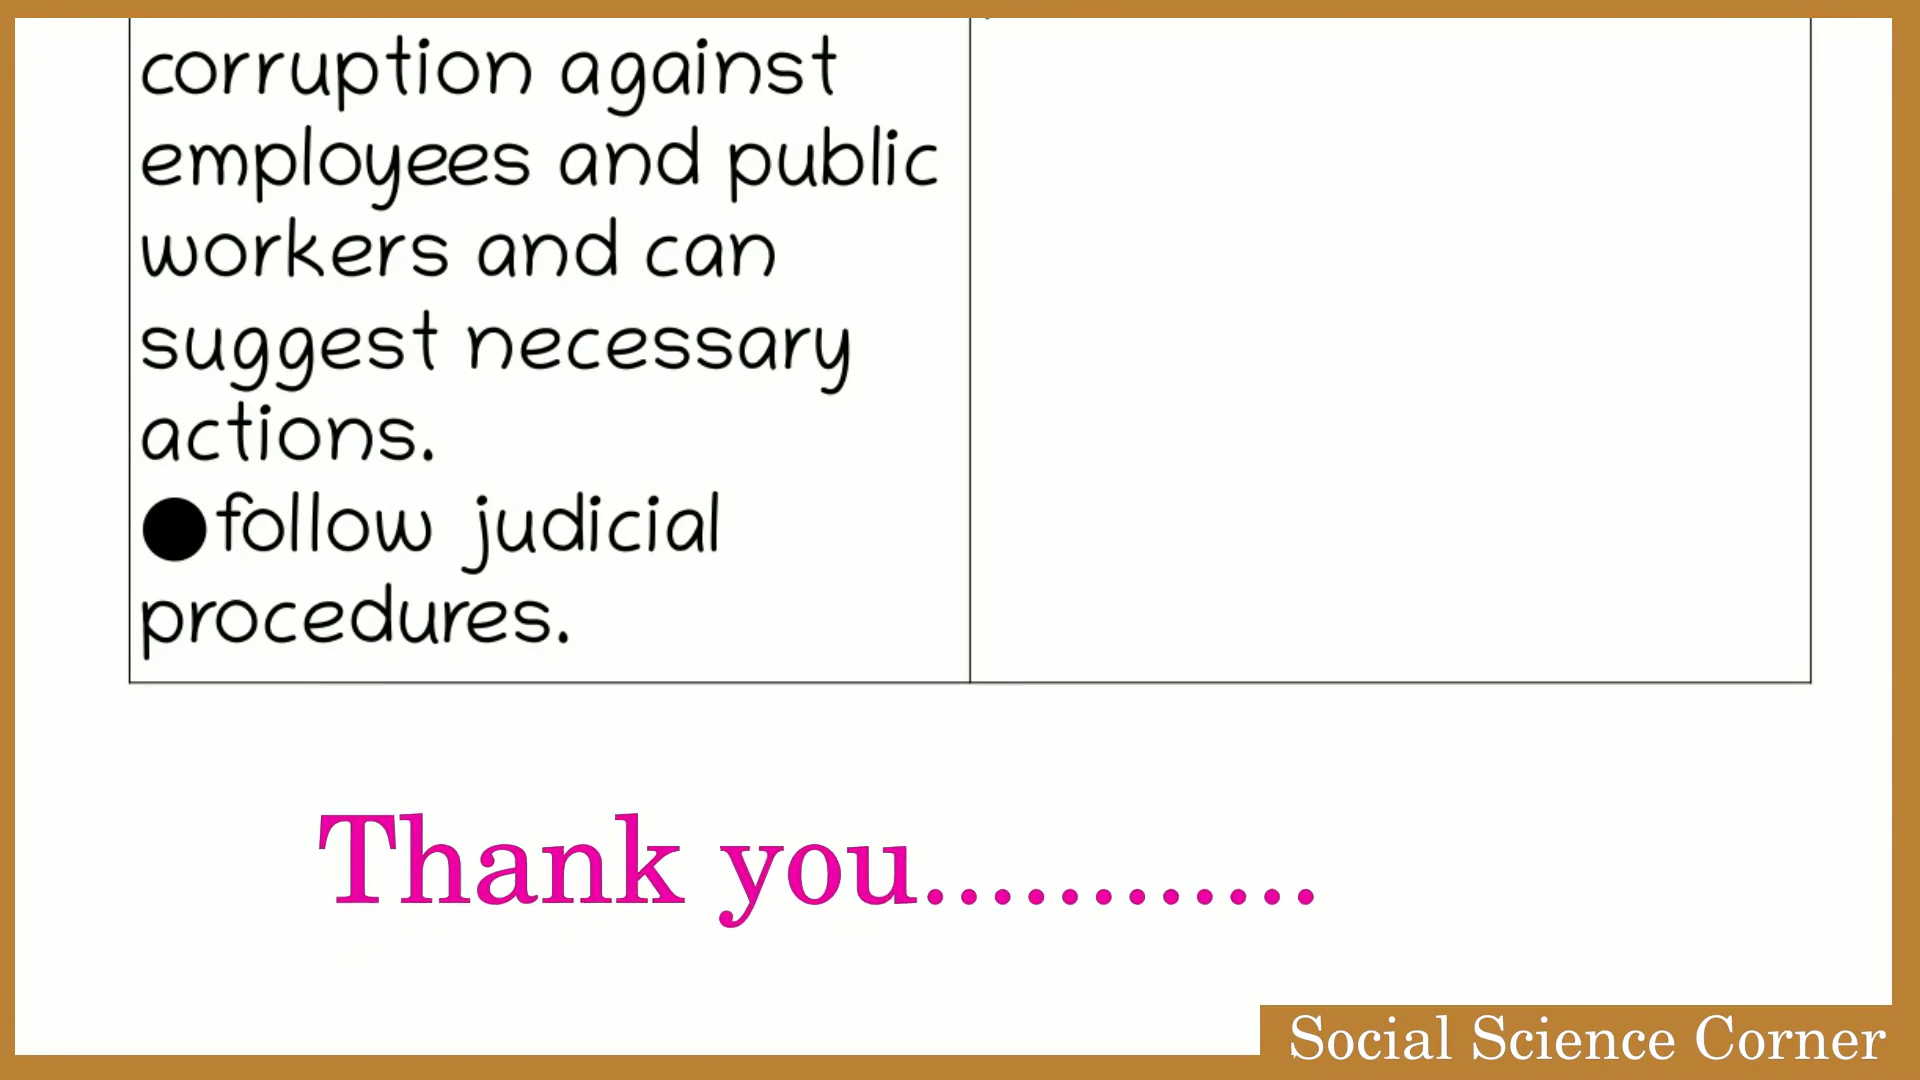 corruption against
employees and public
workers and can
suggest necessary
actions.
●follow judicial
procedures.
Thank you............
Social Science Corner